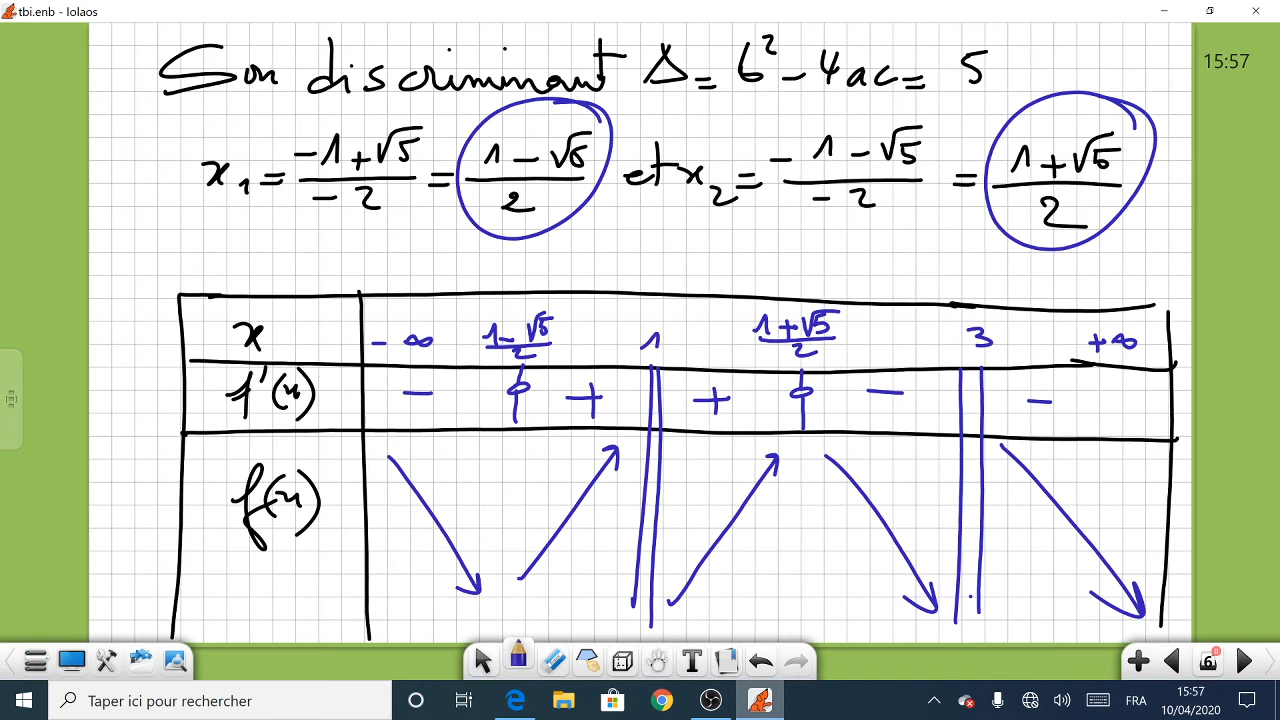 tbi.enb - Iolaos
Son discriminant Δ = b² - 4ac = 5
x₁ = (-1+√5)/(-2) = (1-√5)/2 et x₂ = (-1-√5)/(-2) = (1+√5)/2
15:57
x -∞ (1-√5)/2 1 (1+√5)/2 3 +∞
f'(x) - 0 + || + 0 - || -
f(x)
Taper ici pour rechercher
FRA
15:57
10/04/2020